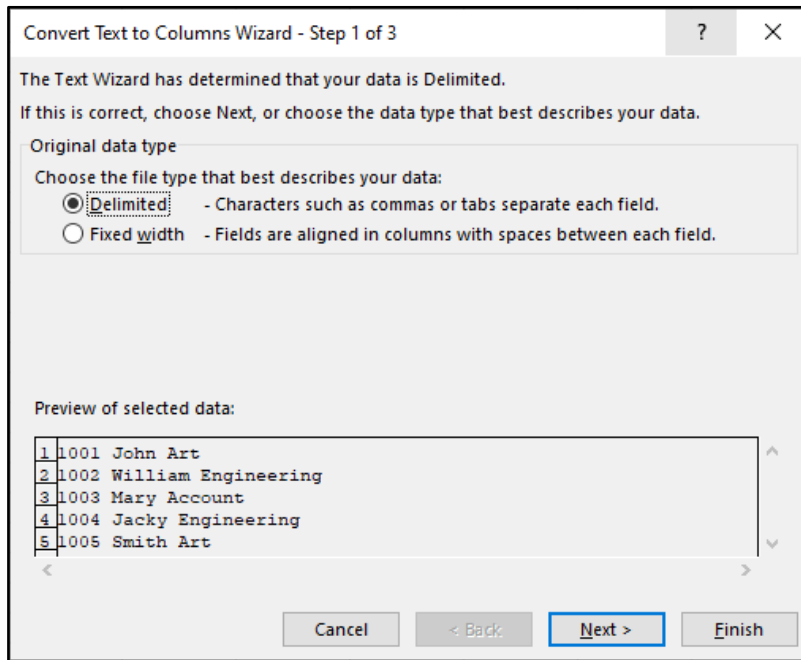 Convert Text to Columns Wizard - Step 1 of 3 ?
The Text Wizard has determined that your data is Delimited.
If this is correct, choose Next, or choose the data type that best describes your data.
Original data type
Choose the file type that best describes your data:
Delimited - Characters such as commas or tabs separate each field.
Fixed width - Fields are aligned in columns with spaces between each field.
Preview of selected data:
1 1001 John Art
2 1002 William Engineering
3 1003 Mary Account
4 1004 Jacky Engineering
5 1005 Smith Art
Cancel < Back Next > Finish